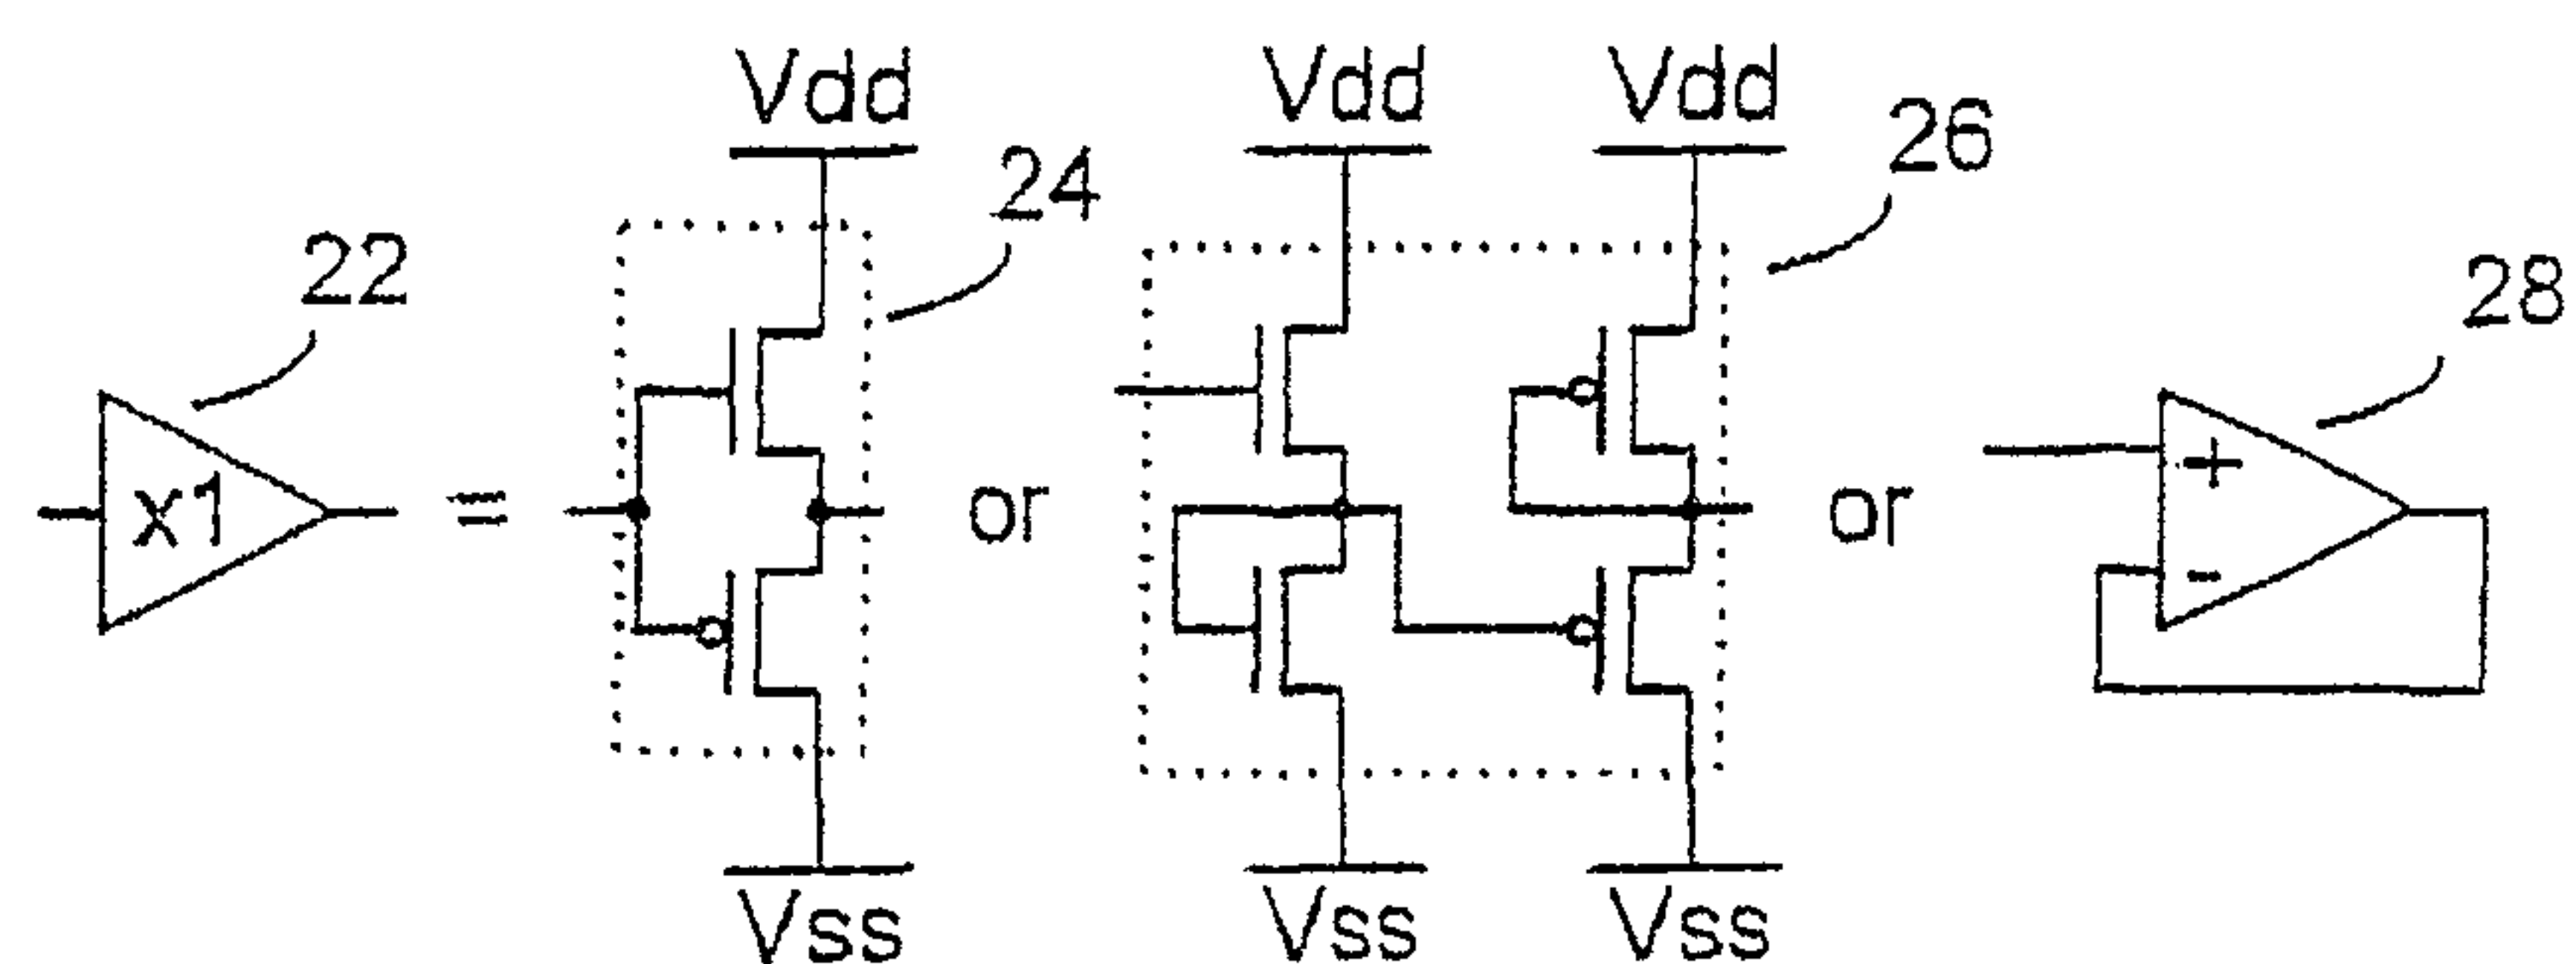 Vdd Vdd Vdd
22 24 26 28
x1 = or or + -
Vss Vss Vss